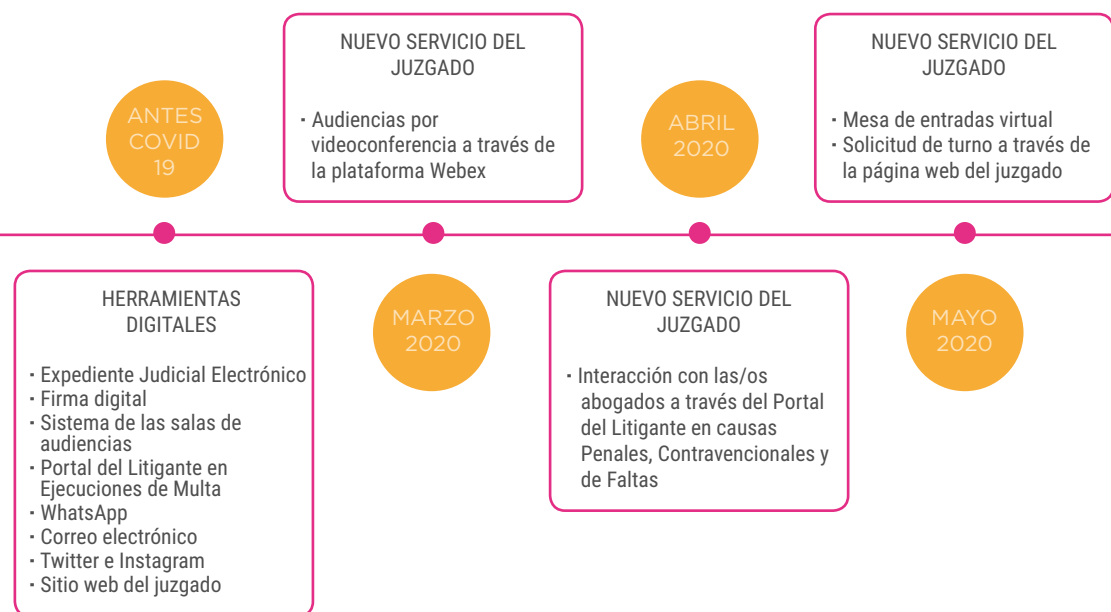 ANTES
COVID
19
HERRAMIENTAS
DIGITALES
· Expediente Judicial Electrónico
· Firma digital
· Sistema de las salas de
audiencias
· Portal del Litigante en
Ejecuciones de Multa
· WhatsApp
· Correo electrónico
· Twitter e Instagram
· Sitio web del juzgado
NUEVO SERVICIO DEL
JUZGADO
· Audiencias por
videoconferencia a través de
la plataforma Webex
MARZO
2020
ABRIL
2020
NUEVO SERVICIO DEL
JUZGADO
· Interacción con las/os
abogados a través del Portal
del Litigante en causas
Penales, Contravencionales y
de Faltas
NUEVO SERVICIO DEL
JUZGADO
· Mesa de entradas virtual
· Solicitud de turno a través de
la página web del juzgado
MAYO
2020